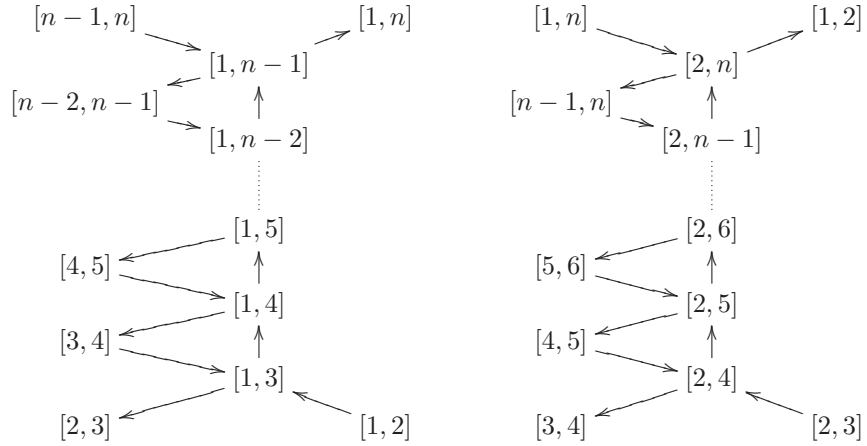 [n − 1, n] [1, n] [1, n] [1, 2]
[1, n − 1] [2, n]
[n − 2, n − 1] [n − 1, n]
[1, n − 2] [2, n − 1]
[1, 5] [2, 6]
[4, 5] [5, 6]
[1, 4] [2, 5]
[3, 4] [4, 5]
[1, 3] [2, 4]
[2, 3] [1, 2] [3, 4] [2, 3]